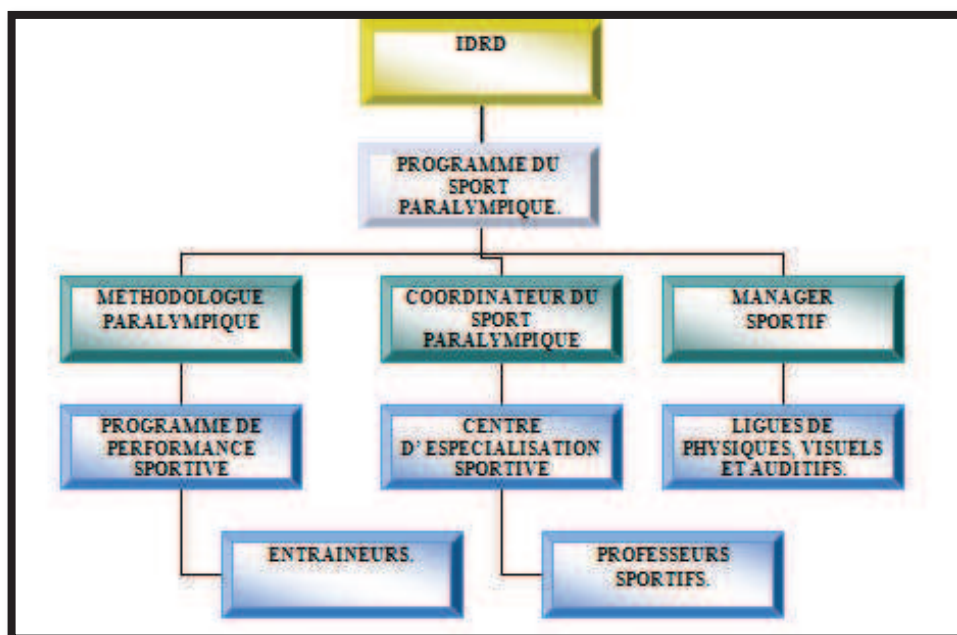 IDRD
PROGRAMME DU
SPORT
PARALYMPIQUE.
METHODOLOGUE
PARALYMPIQUE
COORDINATEUR DU
SPORT
PARALYMPIQUE
MANAGER
SPORTIF
PROGRAMME DE
PERFORMANCE
SPORTIVE
CENTRE
D' ESPECIALISATION
SPORTIVE
LIGUES DE
PHYSIQUES, VISUELS
ET AUDITIFS.
ENTRAINEURS.
PROFESSEURS
SPORTIFS.